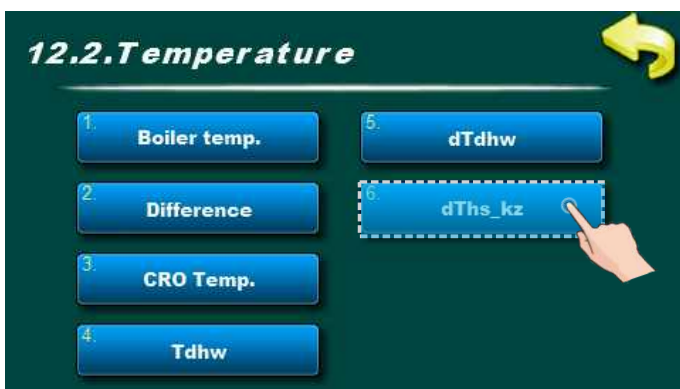 12.2.Temperature
1. Boiler temp.
2. Difference
3. CRO Temp.
4. Tdhw
5. dTdhw
6. dThs_kz